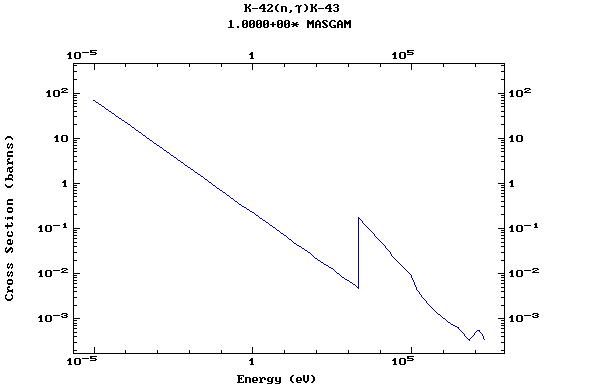 K-42(n,γ)K-43
1.0000+00* MASGAM
10⁻⁵ 1 10⁵
10² 10²
10 10
1 1
10⁻¹ 10⁻¹
10⁻² 10⁻²
10⁻³ 10⁻³
Cross Section (barns)
10⁻⁵ 1 10⁵
Energy (eV)